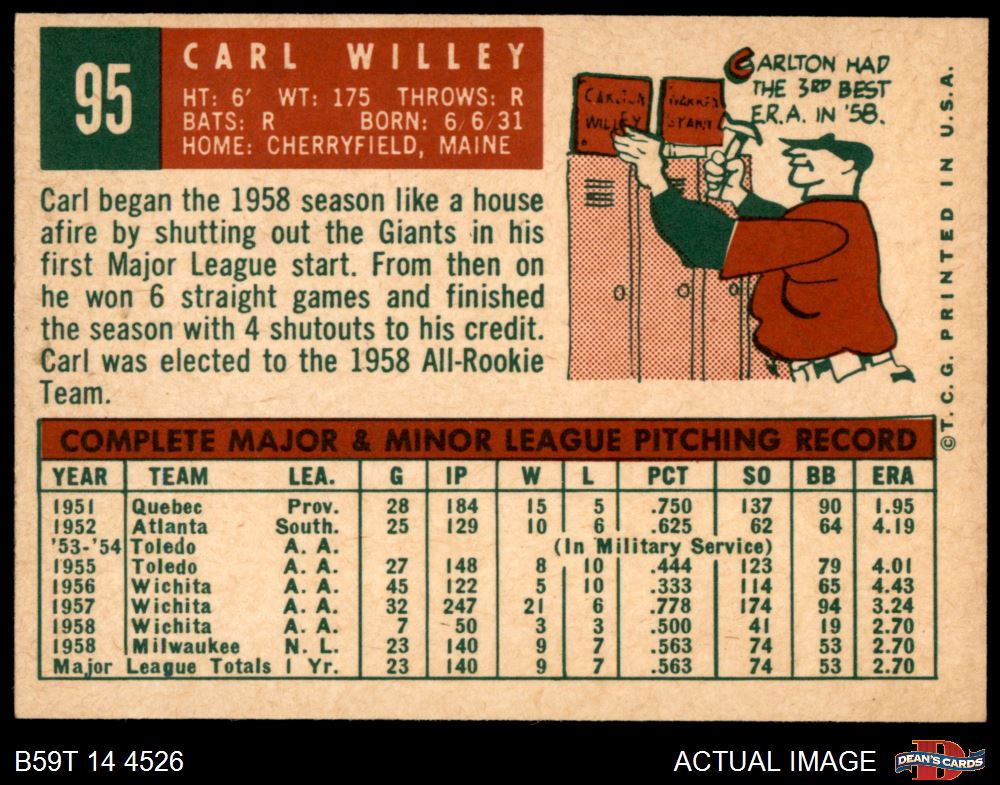 95
CARL WILLEY
HT: 6' WT: 175 THROWS: R
BATS: R BORN: 6/6/31
HOME: CHERRYFIELD, MAINE
Carl began the 1958 season like a house
afire by shutting out the Giants in his
first Major League start. From then on
he won 6 straight games and finished
the season with 4 shutouts to his credit.
Carl was elected to the 1958 All-Rookie
Team.
CARLTON HAD
THE 3RD BEST
E.R.A. IN '58.
CARLTON
WILLEY
WARREN
SPAHN
© T. C. G. PRINTED IN U.S.A.
COMPLETE MAJOR & MINOR LEAGUE PITCHING RECORD
YEAR TEAM LEA. G IP W L PCT SO BB ERA
1951 Quebec Prov. 28 184 15 5 .750 137 90 1.95
1952 Atlanta South. 25 129 10 6 .625 62 64 4.19
'53-'54 Toledo A. A. (In Military Service)
1955 Toledo A. A. 27 148 8 10 .444 123 79 4.01
1956 Wichita A. A. 45 122 5 10 .333 114 65 4.43
1957 Wichita A. A. 32 247 21 6 .778 174 94 3.24
1958 Wichita A. A. 7 50 3 3 .500 41 19 2.70
1958 Milwaukee N. L. 23 140 9 7 .563 74 53 2.70
Major League Totals 1 Yr. 23 140 9 7 .563 74 53 2.70
B59T 14 4526
ACTUAL IMAGE
DEAN'S CARDS